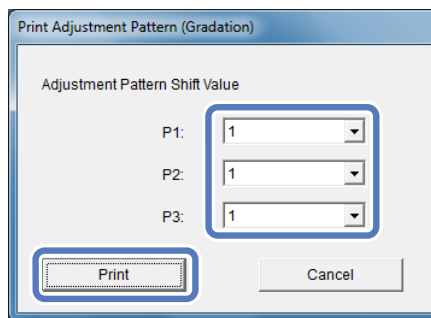 Print Adjustment Pattern (Gradation)
Adjustment Pattern Shift Value
P1: 1
P2: 1
P3: 1
Print Cancel